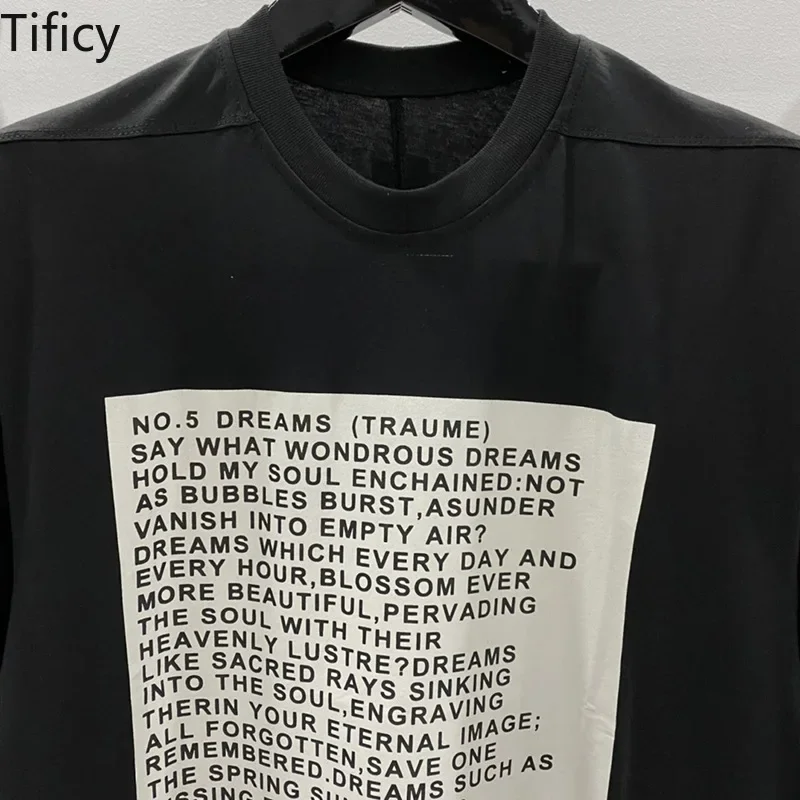 Tificy
NO.5 DREAMS (TRAUME)
SAY WHAT WONDROUS DREAMS
HOLD MY SOUL ENCHAINED:NOT
AS BUBBLES BURST,ASUNDER
VANISH INTO EMPTY AIR?
DREAMS WHICH EVERY DAY AND
EVERY HOUR,BLOSSOM EVER
MORE BEAUTIFUL,PERVADING
THE SOUL WITH THEIR
HEAVENLY LUSTRE?DREAMS
LIKE SACRED RAYS SINKING
INTO THE SOUL,ENGRAVING
THERIN YOUR ETERNAL IMAGE;
ALL FORGOTTEN,SAVE ONE
REMEMBERED.DREAMS SUCH AS
THE SPRING